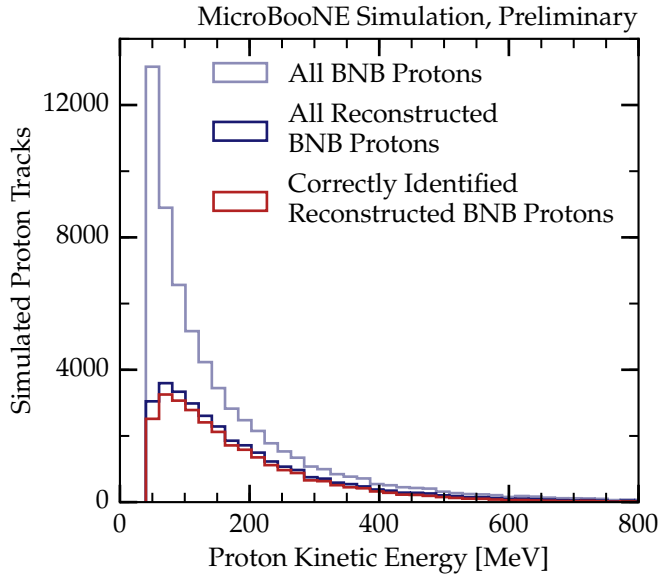 MicroBooNE Simulation, Preliminary
All BNB Protons
All Reconstructed
BNB Protons
Correctly Identified
Reconstructed BNB Protons
Simulated Proton Tracks
12000
8000
4000
0
0 200 400 600 800
Proton Kinetic Energy [MeV]